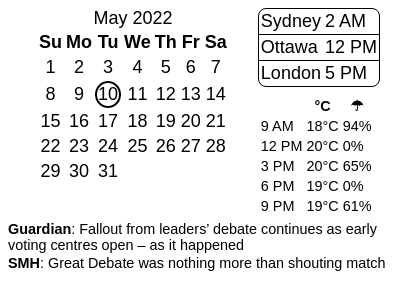 May 2022
Su Mo Tu We Th Fr Sa
1 2 3 4 5 6 7
8 9 10 11 12 13 14
15 16 17 18 19 20 21
22 23 24 25 26 27 28
29 30 31
Sydney 2 AM
Ottawa 12 PM
London 5 PM
°C ☂
9 AM 18°C 94%
12 PM 20°C 0%
3 PM 20°C 65%
6 PM 19°C 0%
9 PM 19°C 61%
Guardian: Fallout from leaders’ debate continues as early
voting centres open – as it happened
SMH: Great Debate was nothing more than shouting match